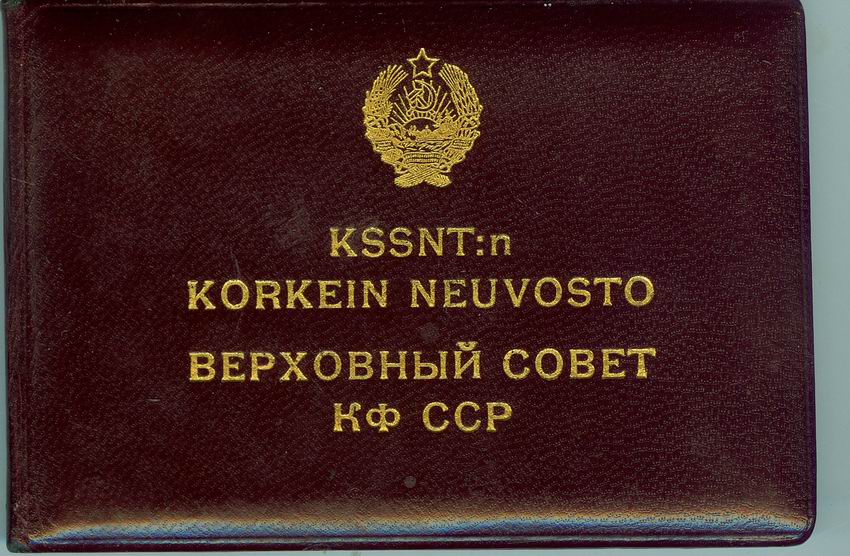 KSSNT:n
KORKEIN NEUVOSTO
ВЕРХОВНЫЙ СОВЕТ
КФ ССР